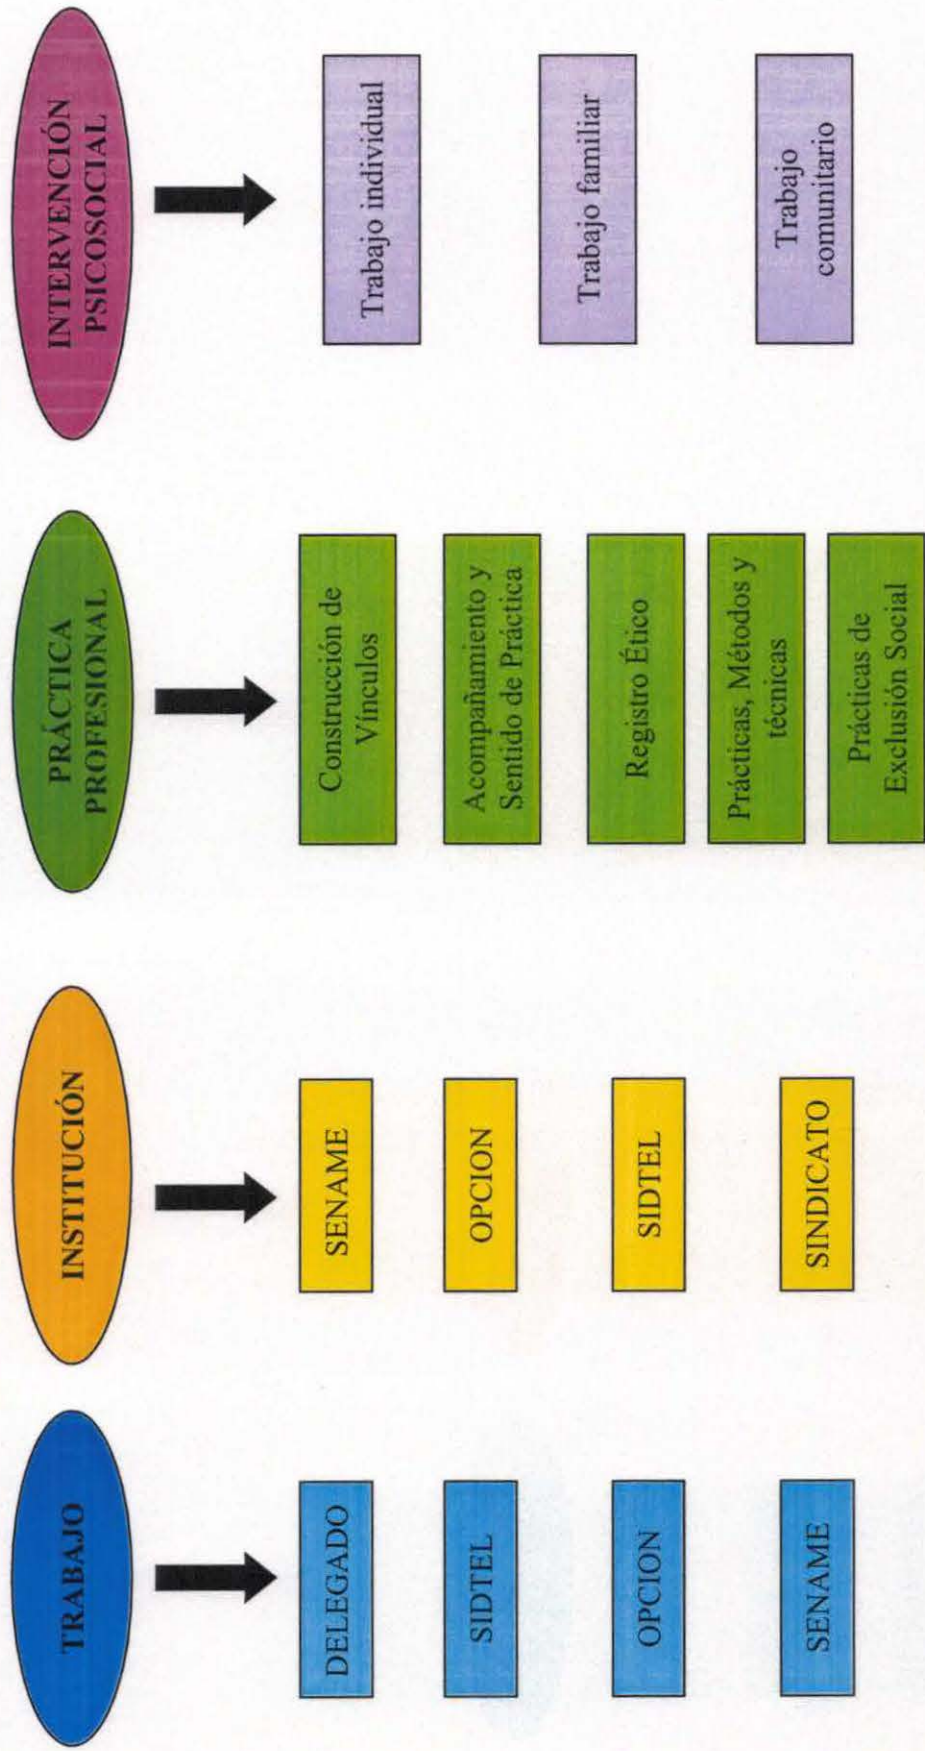 TRABAJO
DELEGADO
SIDTEL
OPCION
SENAME
INSTITUCIÓN
SENAME
OPCION
SIDTEL
SINDICATO
PRÁCTICA
PROFESIONAL
Construcción de
Vínculos
Acompañamiento y
Sentido de Práctica
Registro Ético
Prácticas, Métodos y
técnicas
Prácticas de
Exclusión Social
INTERVENCIÓN
PSICOSOCIAL
Trabajo individual
Trabajo familiar
Trabajo
comunitario